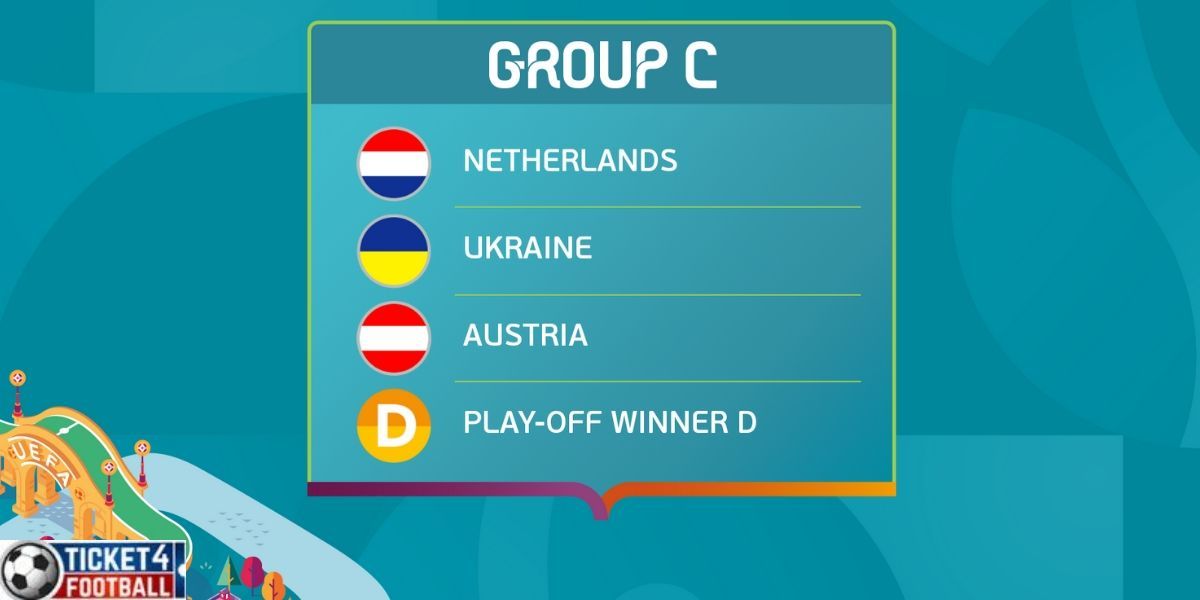 GROUP C
NETHERLANDS
UKRAINE
AUSTRIA
D
PLAY-OFF WINNER D
UEFA
TICKET4
FOOTBALL